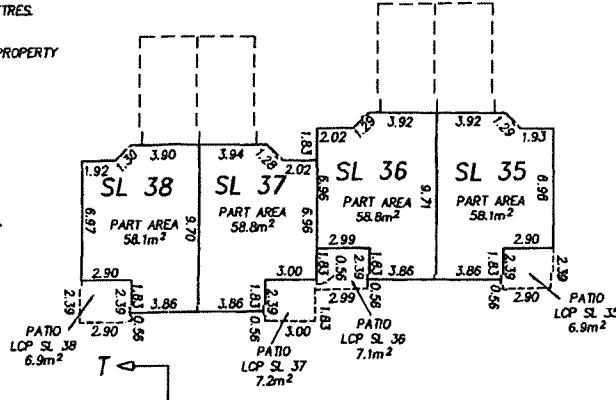 TRES.
PROPERTY
1.92
1.30
3.90
3.94
1.28
2.02
1.83
2.02
1.29
3.92
3.92
1.29
1.93
SL 38
SL 37
SL 36
SL 35
PART AREA
58.1m²
PART AREA
58.8m²
PART AREA
58.8m²
PART AREA
58.1m²
6.97
9.70
6.96
6.96
9.71
6.96
2.90
1.83
2.39
2.39
2.90
0.56
3.86
3.86
1.83
0.56
2.39
3.00
3.00
1.83
2.99
1.83
0.56
2.39
1.83
2.99
0.56
3.86
3.86
1.83
0.56
2.39
2.90
2.39
2.90
PATIO
LCP SL 38
6.9m²
PATIO
LCP SL 37
7.2m²
PATIO
LCP SL 36
7.1m²
PATIO
LCP SL 35
6.9m²
T